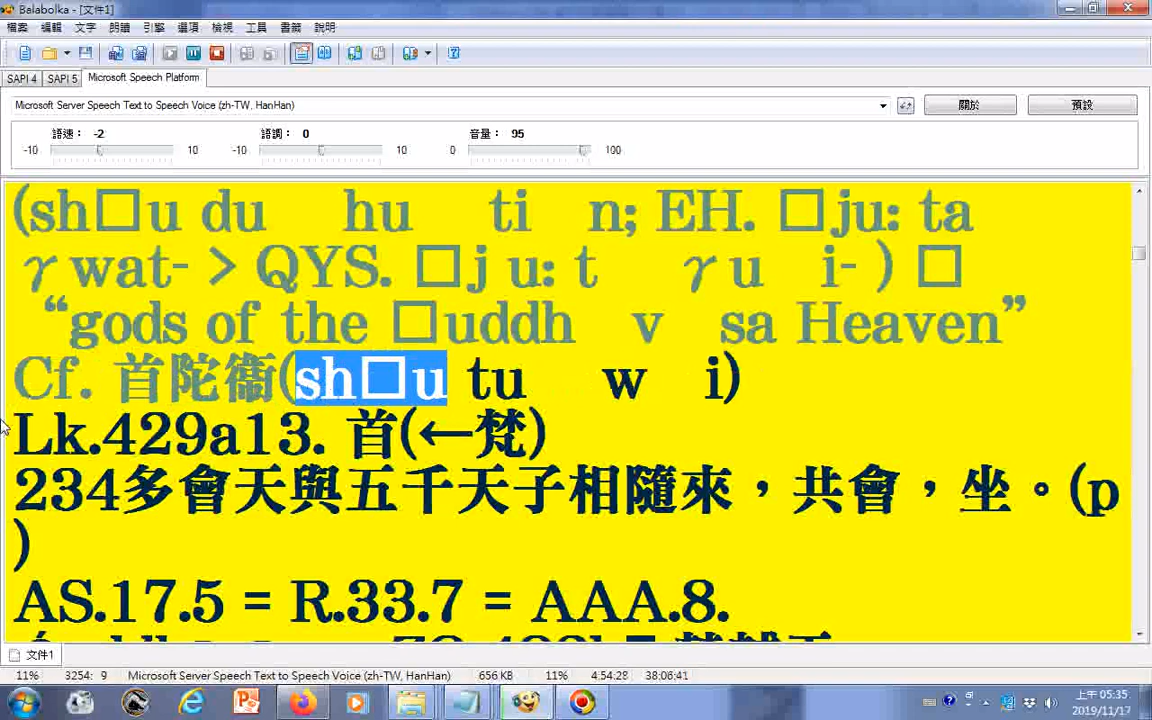 Balabolka - [文件1]
檔案 編輯 文字 朗讀 引擎 選項 檢視 工具 書籤 說明
SAPI 4 SAPI 5 Microsoft Speech Platform
Microsoft Server Speech Text to Speech Voice (zh-TW, HanHan) 關於 預設
語速： -2 語調： 0 音量： 95
-10 10 -10 10 0 100
(sh□u du hu ti n; EH. □ju: ta
γwat- > QYS. □j u: t γu i- ) □
“gods of the □uddh v sa Heaven”
Cf. 首陀衞(sh□u tu w i)
Lk.429a13. 首(←梵)
234多會天與五千天子相隨來，共會，坐。(p
)
AS.17.5 = R.33.7 = AAA.8.
文件1
11% 3254: 9 Microsoft Server Speech Text to Speech Voice (zh-TW, HanHan) 656 KB 11% 4:54:28 38:06:41
上午 05:35
2019/11/17